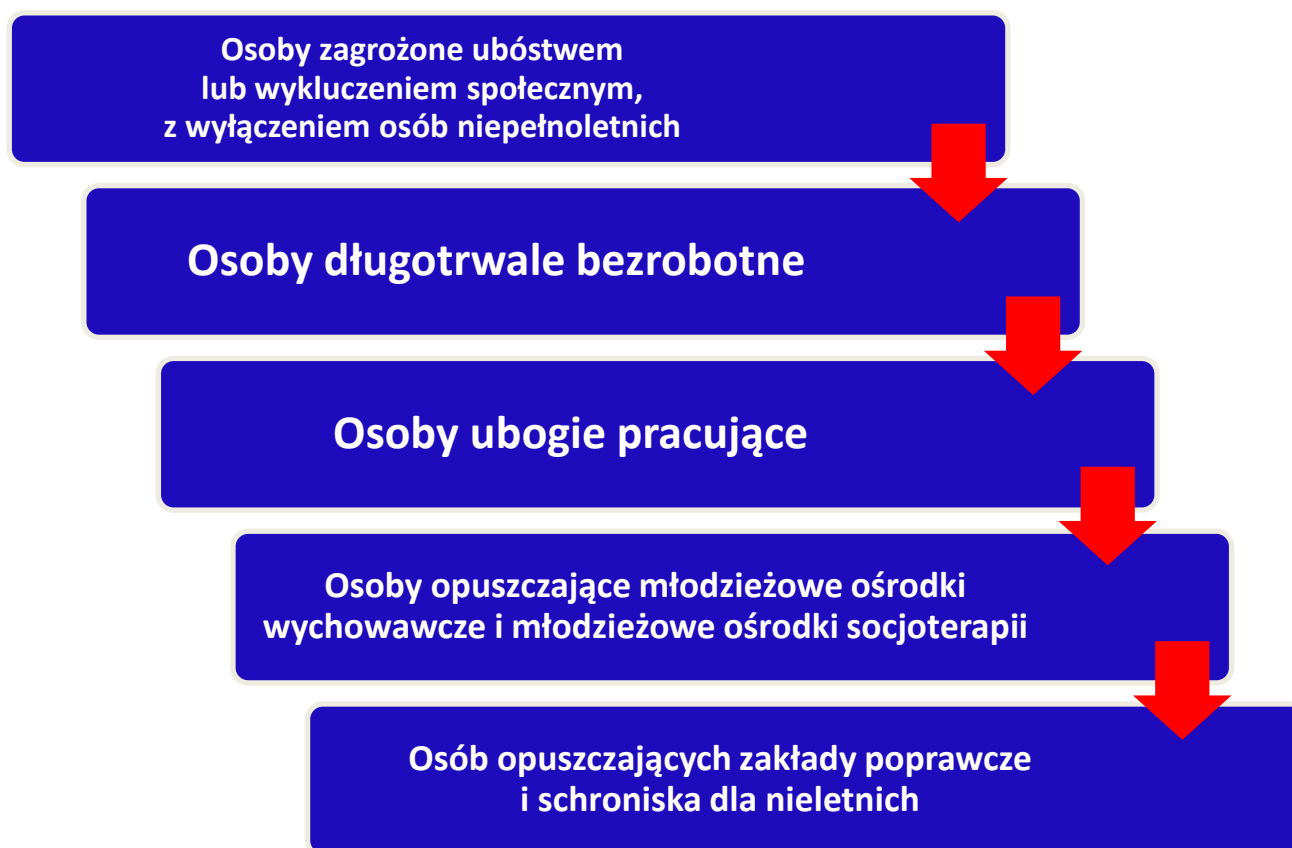 Osoby zagrożone ubóstwem
lub wykluczeniem społecznym,
z wyłączeniem osób niepełnoletnich
Osoby długotrwale bezrobotne
Osoby ubogie pracujące
Osoby opuszczające młodzieżowe ośrodki
wychowawcze i młodzieżowe ośrodki socjoterapii
Osób opuszczających zakłady poprawcze
i schroniska dla nieletnich